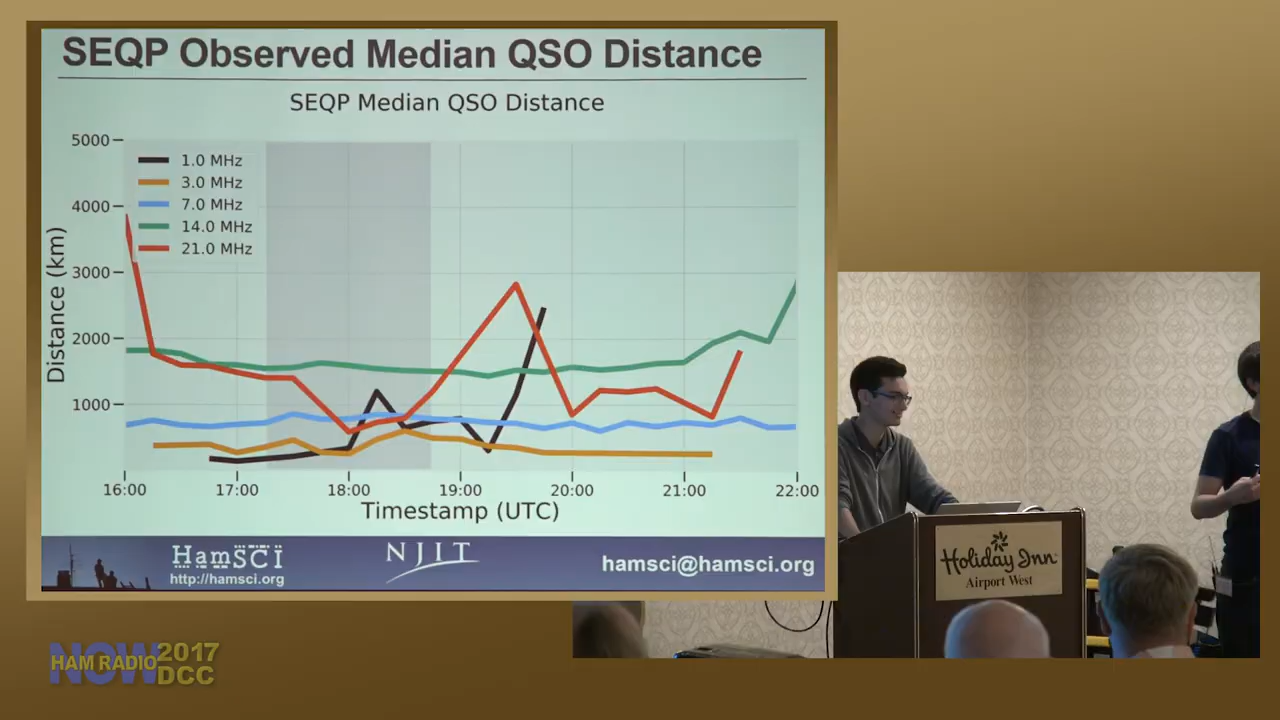 SEQP Observed Median QSO Distance
SEQP Median QSO Distance
5000
4000
3000
2000
1000
Distance (km)
1.0 MHz
3.0 MHz
7.0 MHz
14.0 MHz
21.0 MHz
16:00 17:00 18:00 19:00 20:00 21:00 22:00
Timestamp (UTC)
HamSCI
http://hamsci.org
NJIT
hamsci@hamsci.org
Holiday Inn
Airport West
NOW
HAM RADIO 2017
DCC